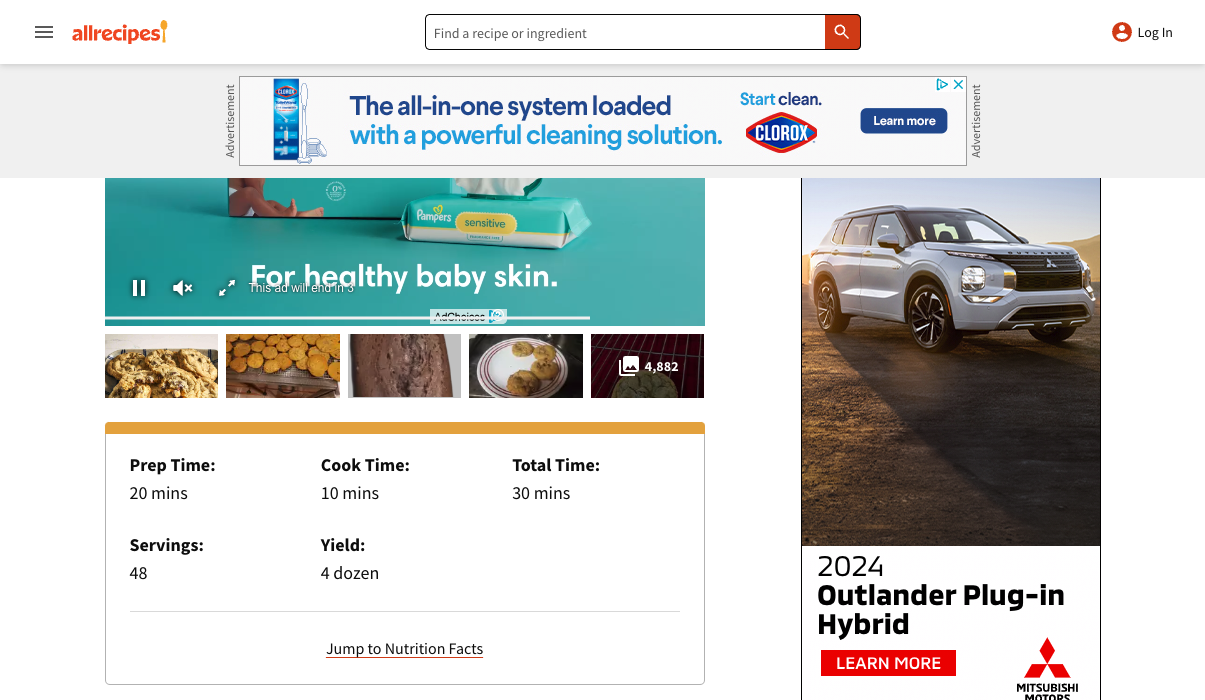 allrecipes
Find a recipe or ingredient
Log In
Advertisement
The all-in-one system loaded
with a powerful cleaning solution.
Start clean.
CLOROX
Learn more
Advertisement
CLOROX
Pampers
sensitive
For healthy baby skin.
This ad will end in 3
AdChoices
4,882
Prep Time:
20 mins
Cook Time:
10 mins
Total Time:
30 mins
Servings:
48
Yield:
4 dozen
Jump to Nutrition Facts
2024
Outlander Plug-in
Hybrid
LEARN MORE
MITSUBISHI
MOTORS